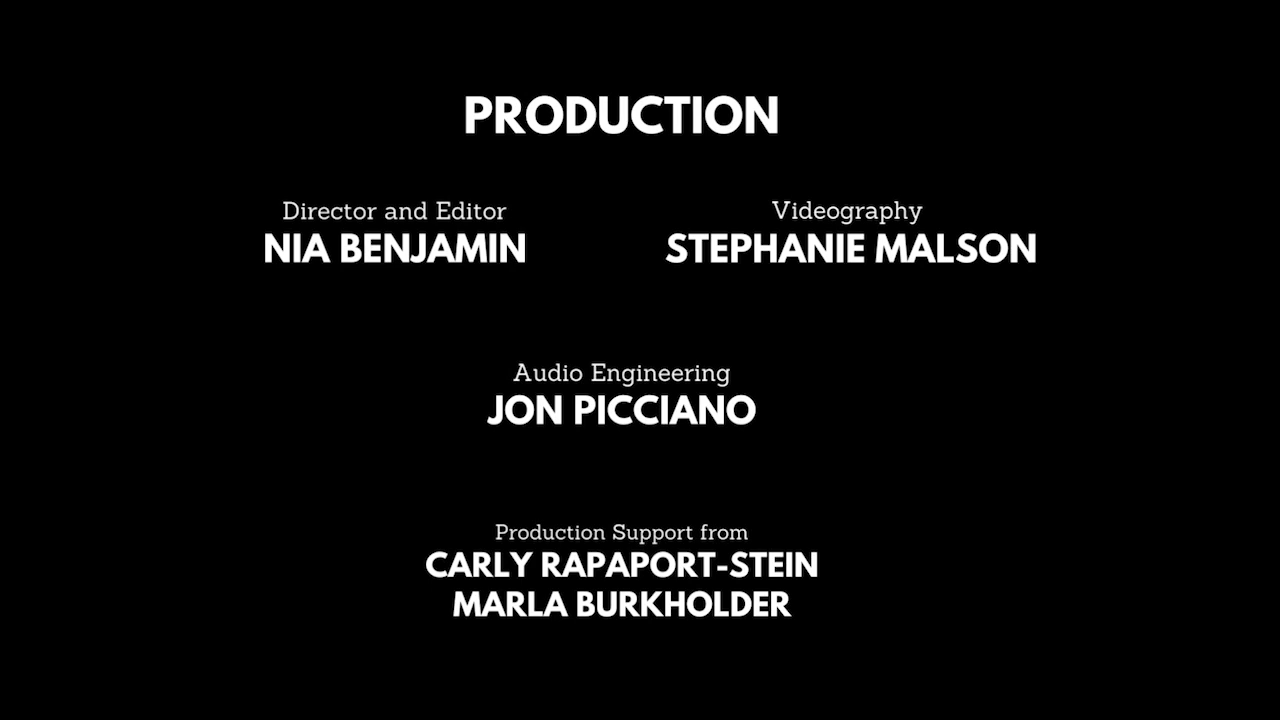 PRODUCTION
Director and Editor
NIA BENJAMIN
Videography
STEPHANIE MALSON
Audio Engineering
JON PICCIANO
Production Support from
CARLY RAPAPORT-STEIN
MARLA BURKHOLDER